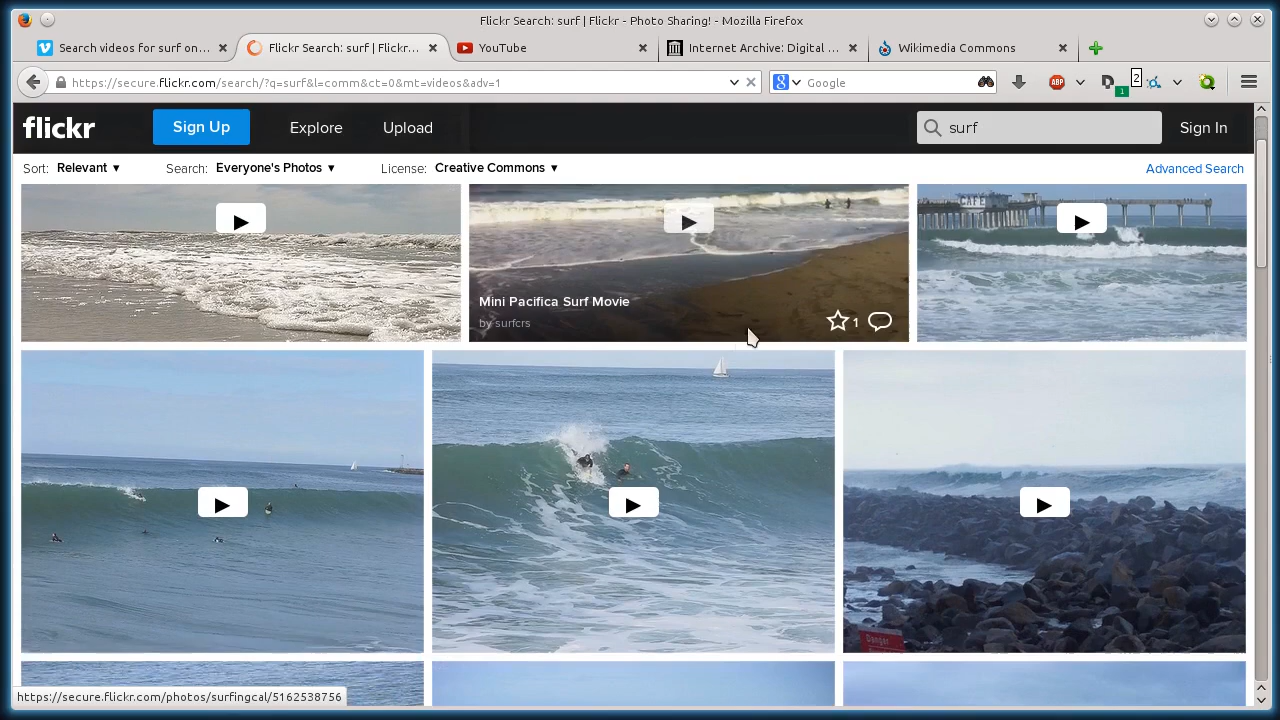 Flickr Search: surf | Flickr - Photo Sharing! - Mozilla Firefox
Search videos for surf on...
Flickr Search: surf | Flickr...
YouTube
Internet Archive: Digital ...
Wikimedia Commons
https://secure.flickr.com/search/?q=surf&l=comm&ct=0&mt=videos&adv=1
Google
ABP
D
1
2
flickr
Sign Up
Explore
Upload
surf
Sign In
Sort: Relevant
Search: Everyone's Photos
License: Creative Commons
Advanced Search
CAFE
Mini Pacifica Surf Movie
by surfcrs
1
Danger
https://secure.flickr.com/photos/surfingcal/5162538756